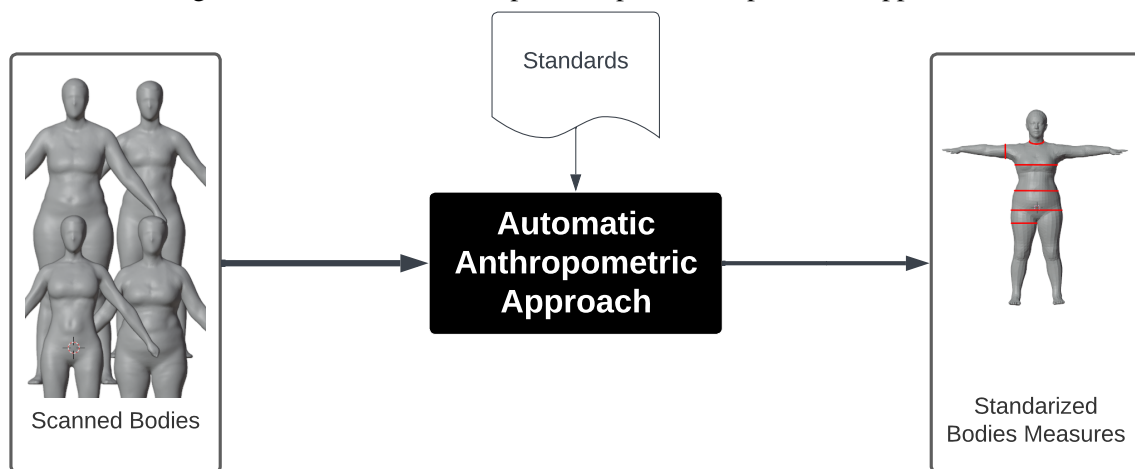 Standards
Automatic
Anthropometric
Approach
Scanned Bodies
Standarized
Bodies Measures